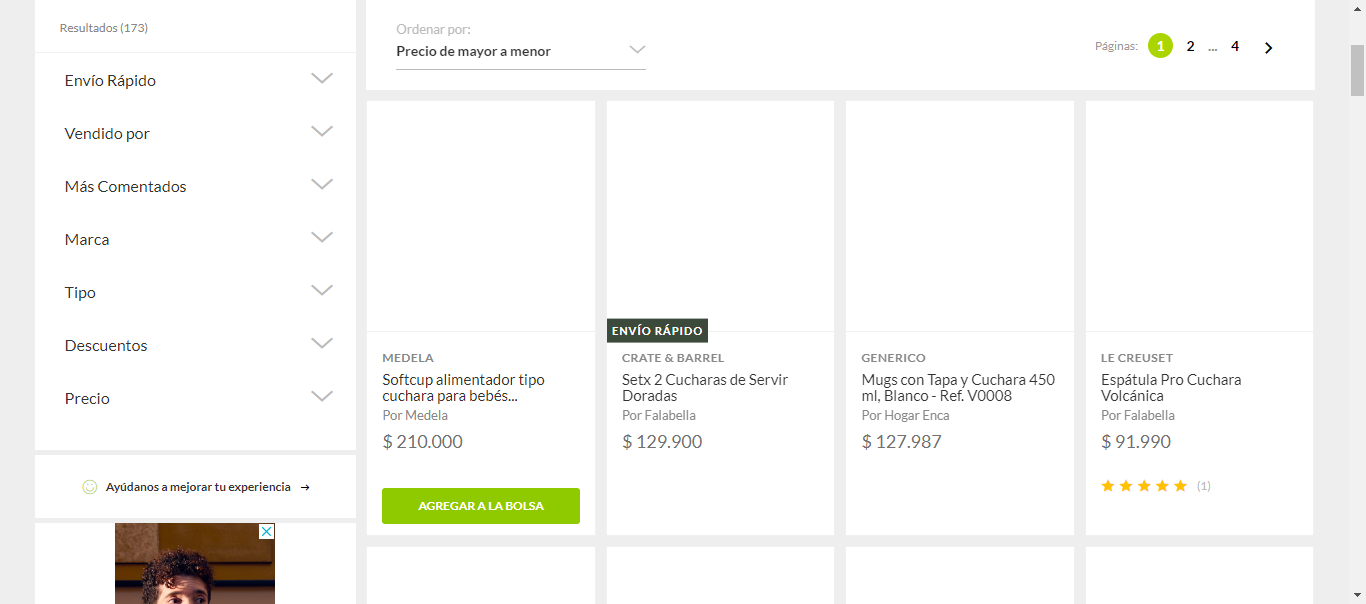 Resultados (173)
Envío Rápido
Vendido por
Más Comentados
Marca
Tipo
Descuentos
Precio
Ayúdanos a mejorar tu experiencia →
Ordenar por:
Precio de mayor a menor
Páginas: 1 2 ... 4
MEDELA
Softcup alimentador tipo
cuchara para bebés...
Por Medela
$ 210.000
AGREGAR A LA BOLSA
ENVÍO RÁPIDO
CRATE & BARREL
Setx 2 Cucharas de Servir
Doradas
Por Falabella
$ 129.900
GENERICO
Mugs con Tapa y Cuchara 450
ml, Blanco - Ref. V0008
Por Hogar Enca
$ 127.987
LE CREUSET
Espátula Pro Cuchara
Volcánica
Por Falabella
$ 91.990
(1)